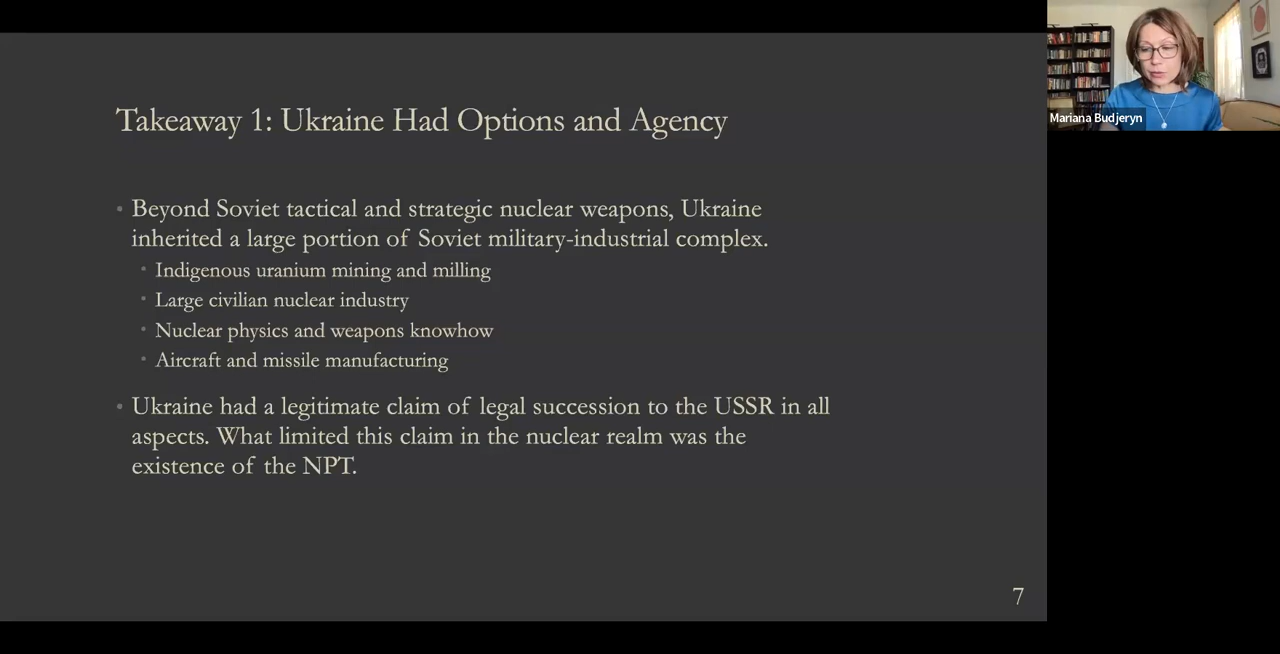 Takeaway 1: Ukraine Had Options and Agency
• Beyond Soviet tactical and strategic nuclear weapons, Ukraine
inherited a large portion of Soviet military-industrial complex.
▪ Indigenous uranium mining and milling
▪ Large civilian nuclear industry
▪ Nuclear physics and weapons knowhow
▪ Aircraft and missile manufacturing
• Ukraine had a legitimate claim of legal succession to the USSR in all
aspects. What limited this claim in the nuclear realm was the
existence of the NPT.
7
Mariana Budjeryn